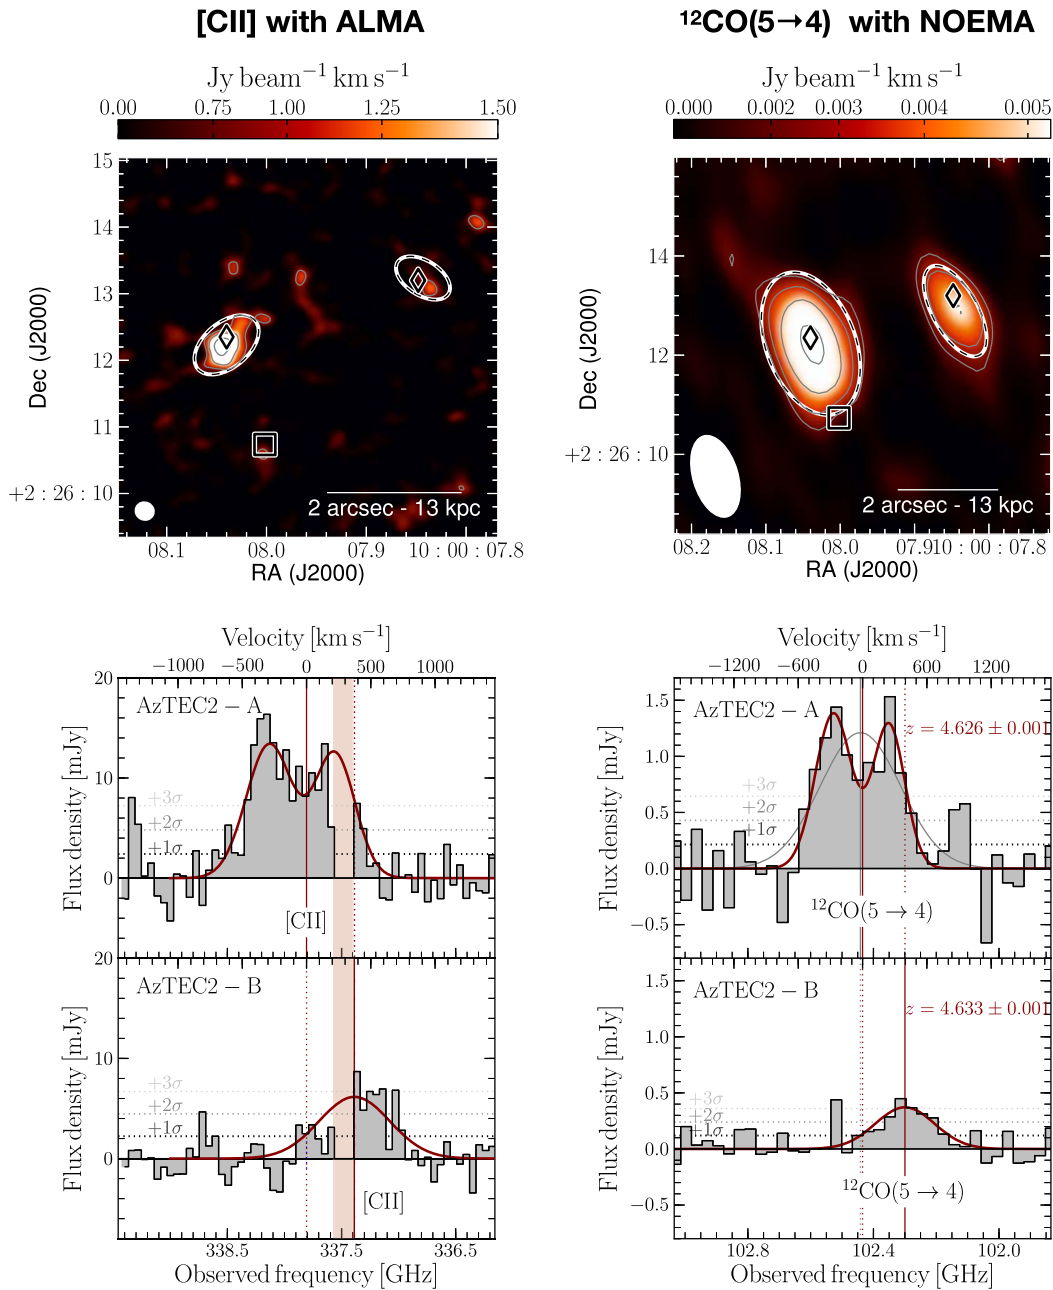 [CII] with ALMA
¹²CO(5→4) with NOEMA
Jy beam⁻¹ km s⁻¹
0.00 0.75 1.00 1.25 1.50
Jy beam⁻¹ km s⁻¹
0.000 0.002 0.003 0.004 0.005
15
14
13
12
11
+2 : 26 : 10
Dec (J2000)
2 arcsec - 13 kpc
08.1 08.0 07.9 10 : 00 : 07.8
RA (J2000)
14
12
+2 : 26 : 10
Dec (J2000)
2 arcsec - 13 kpc
08.2 08.1 08.0 07.9 10 : 00 : 07.8
RA (J2000)
Velocity [km s⁻¹]
−1000 −500 0 500 1000
20
10
0
Flux density [mJy]
AzTEC2 − A
+3σ
+2σ
+1σ
[CII]
20
10
0
Flux density [mJy]
AzTEC2 − B
+3σ
+2σ
+1σ
[CII]
338.5 337.5 336.5
Observed frequency [GHz]
Velocity [km s⁻¹]
−1200 −600 0 600 1200
1.5
1.0
0.5
0.0
−0.5
Flux density [mJy]
AzTEC2 − A
z = 4.626 ± 0.001
+3σ
+2σ
+1σ
¹²CO(5 → 4)
1.5
1.0
0.5
0.0
−0.5
Flux density [mJy]
AzTEC2 − B
z = 4.633 ± 0.001
+3σ
+2σ
+1σ
¹²CO(5 → 4)
102.8 102.4 102.0
Observed frequency [GHz]